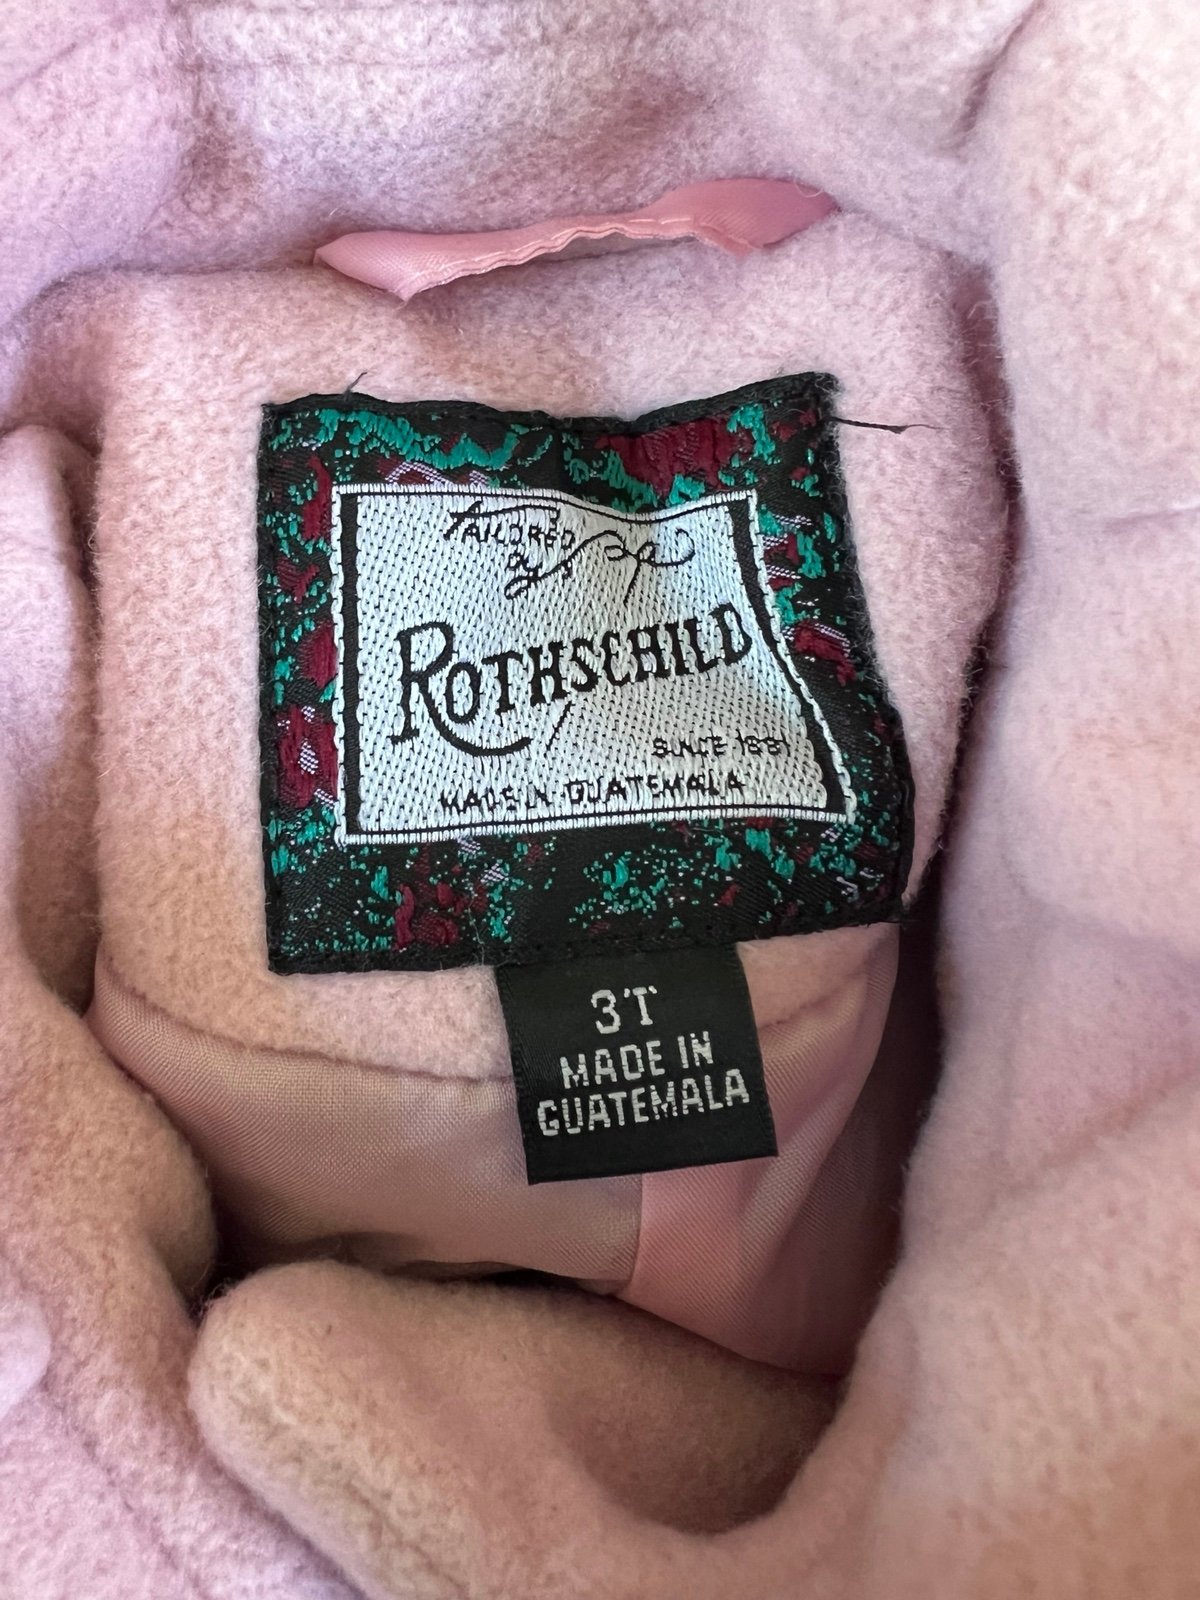 TAILORED
By
ROTHSCHILD
SINCE 1881
MADE IN GUATEMALA
3T
MADE IN
GUATEMALA